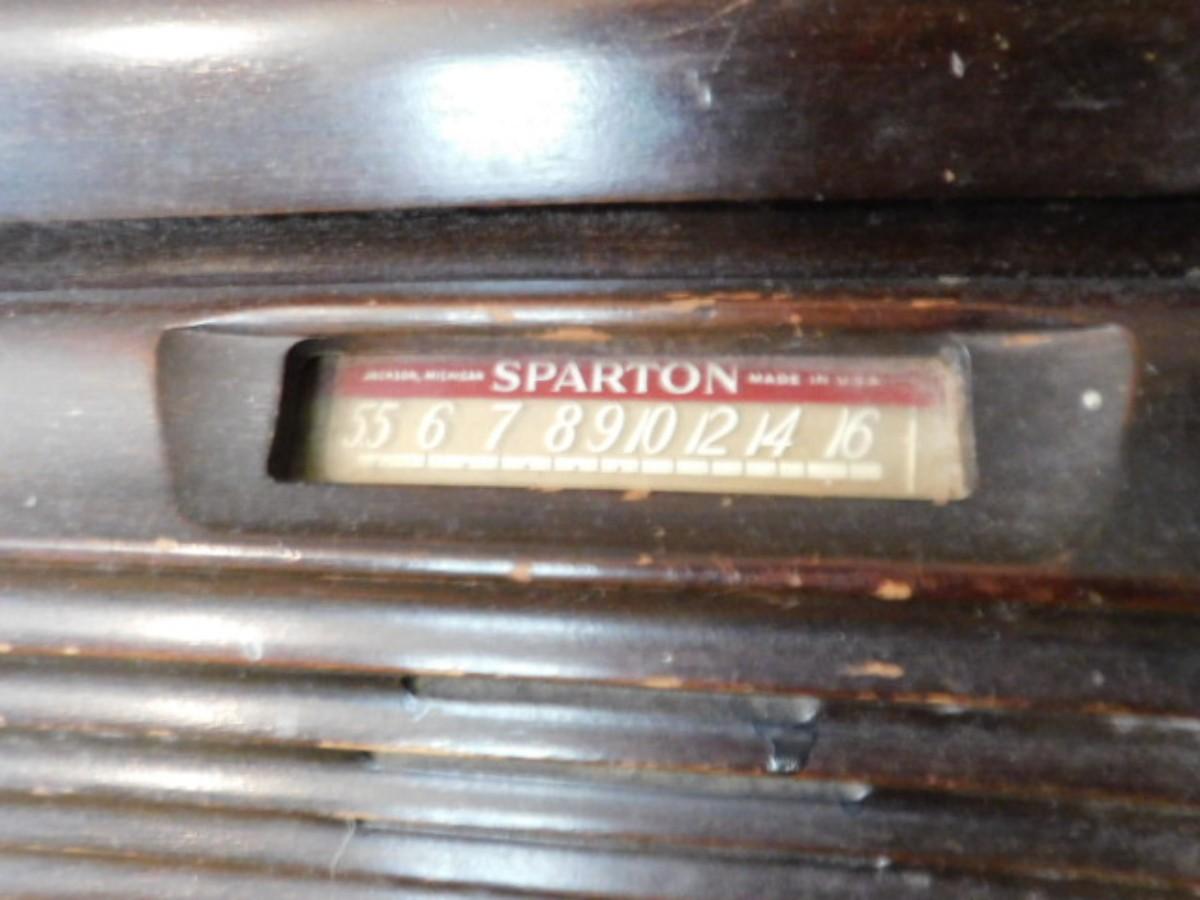 JACKSON, MICHIGAN SPARTON MADE IN U.S.A.
55 6 7 8 9 10 12 14 16